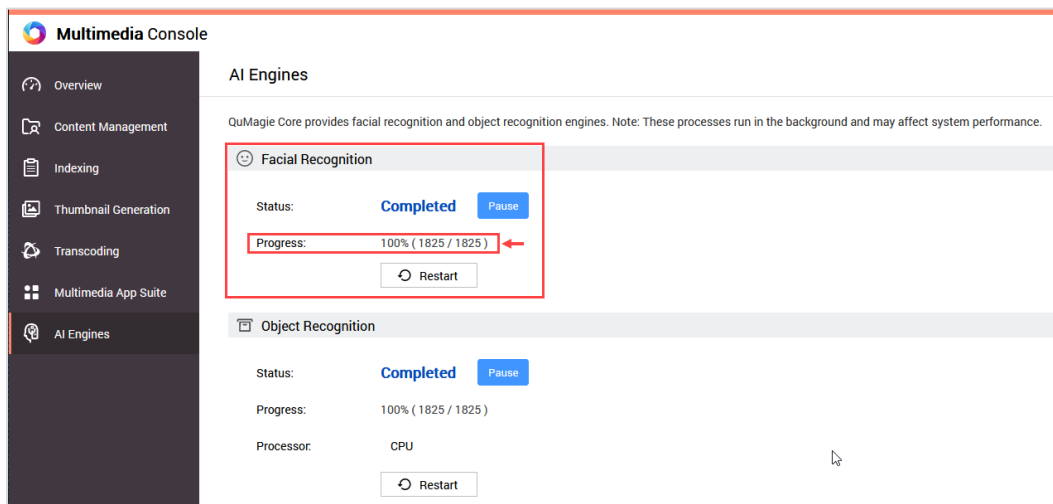 Multimedia Console
Overview
Content Management
Indexing
Thumbnail Generation
Transcoding
Multimedia App Suite
AI Engines
AI Engines
QuMagie Core provides facial recognition and object recognition engines. Note: These processes run in the background and may affect system performance.
Facial Recognition
Status: Completed Pause
Progress: 100% ( 1825 / 1825 )
Restart
Object Recognition
Status: Completed Pause
Progress: 100% ( 1825 / 1825 )
Processor: CPU
Restart